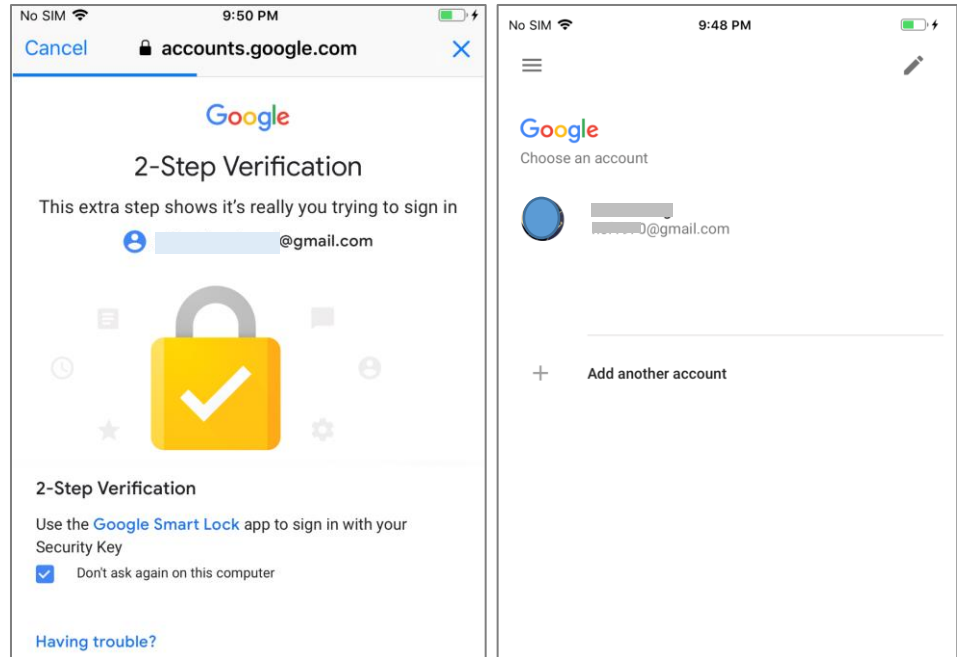 No SIM 9:50 PM
Cancel accounts.google.com
Google
2-Step Verification
This extra step shows it's really you trying to sign in
@gmail.com
2-Step Verification
Use the Google Smart Lock app to sign in with your
Security Key
Don't ask again on this computer
Having trouble?
No SIM 9:48 PM
Google
Choose an account
0@gmail.com
Add another account